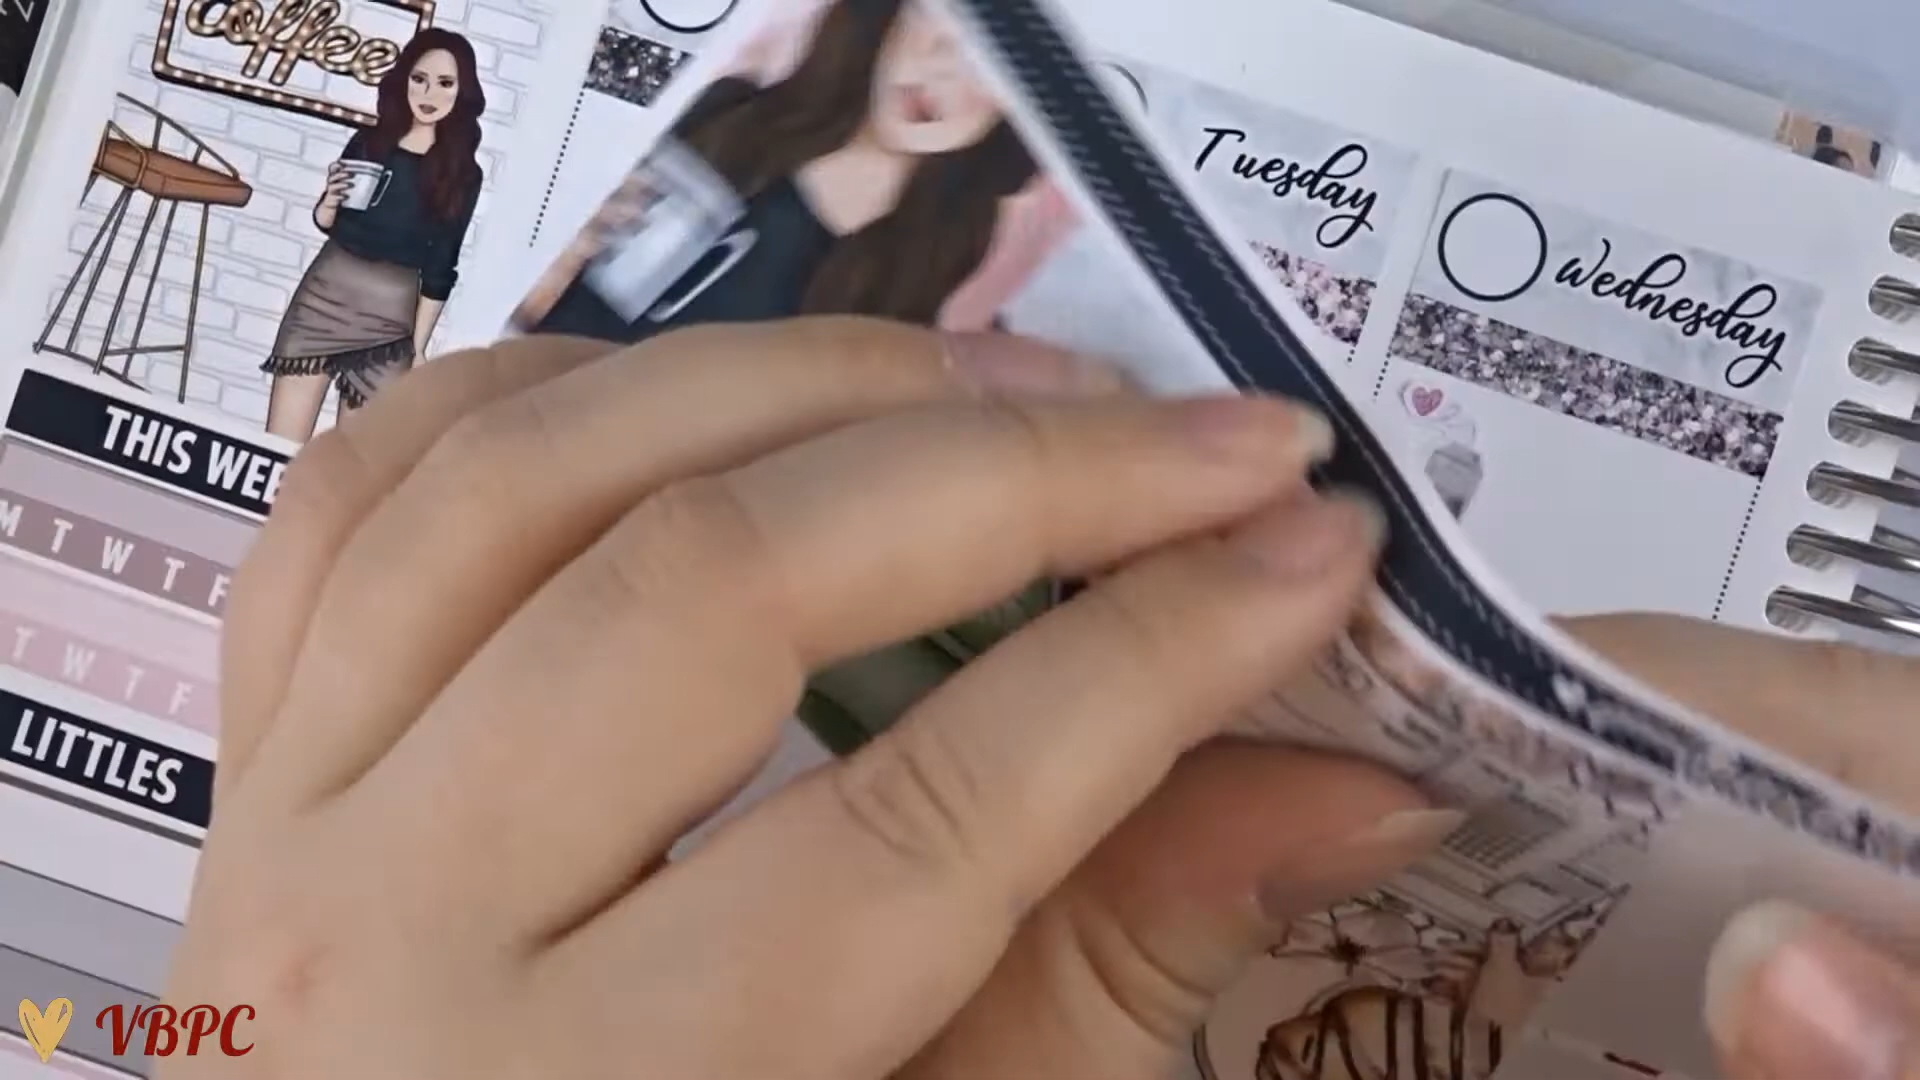 coffee
Tuesday
Wednesday
THIS WEE
M T W T F
T W T F
LITTLES
VBPC